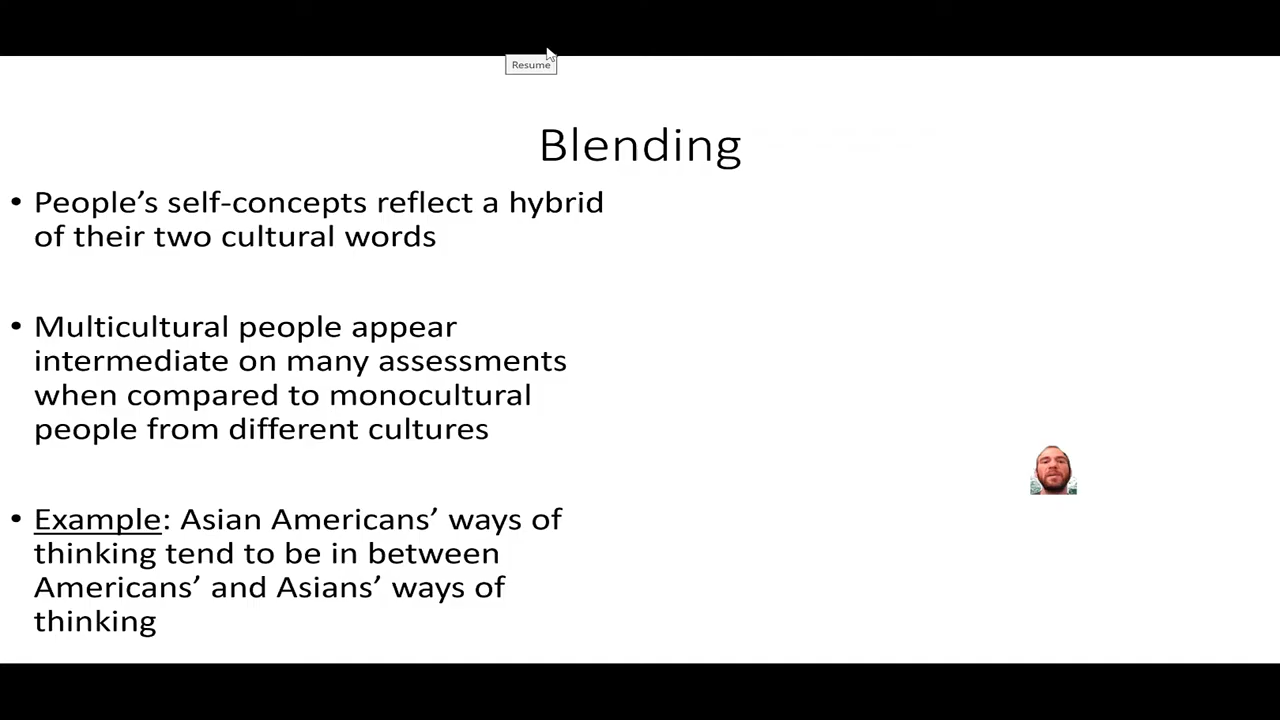 Resume
Blending
• People’s self-concepts reflect a hybrid
of their two cultural words
• Multicultural people appear
intermediate on many assessments
when compared to monocultural
people from different cultures
• Example: Asian Americans’ ways of
thinking tend to be in between
Americans’ and Asians’ ways of
thinking